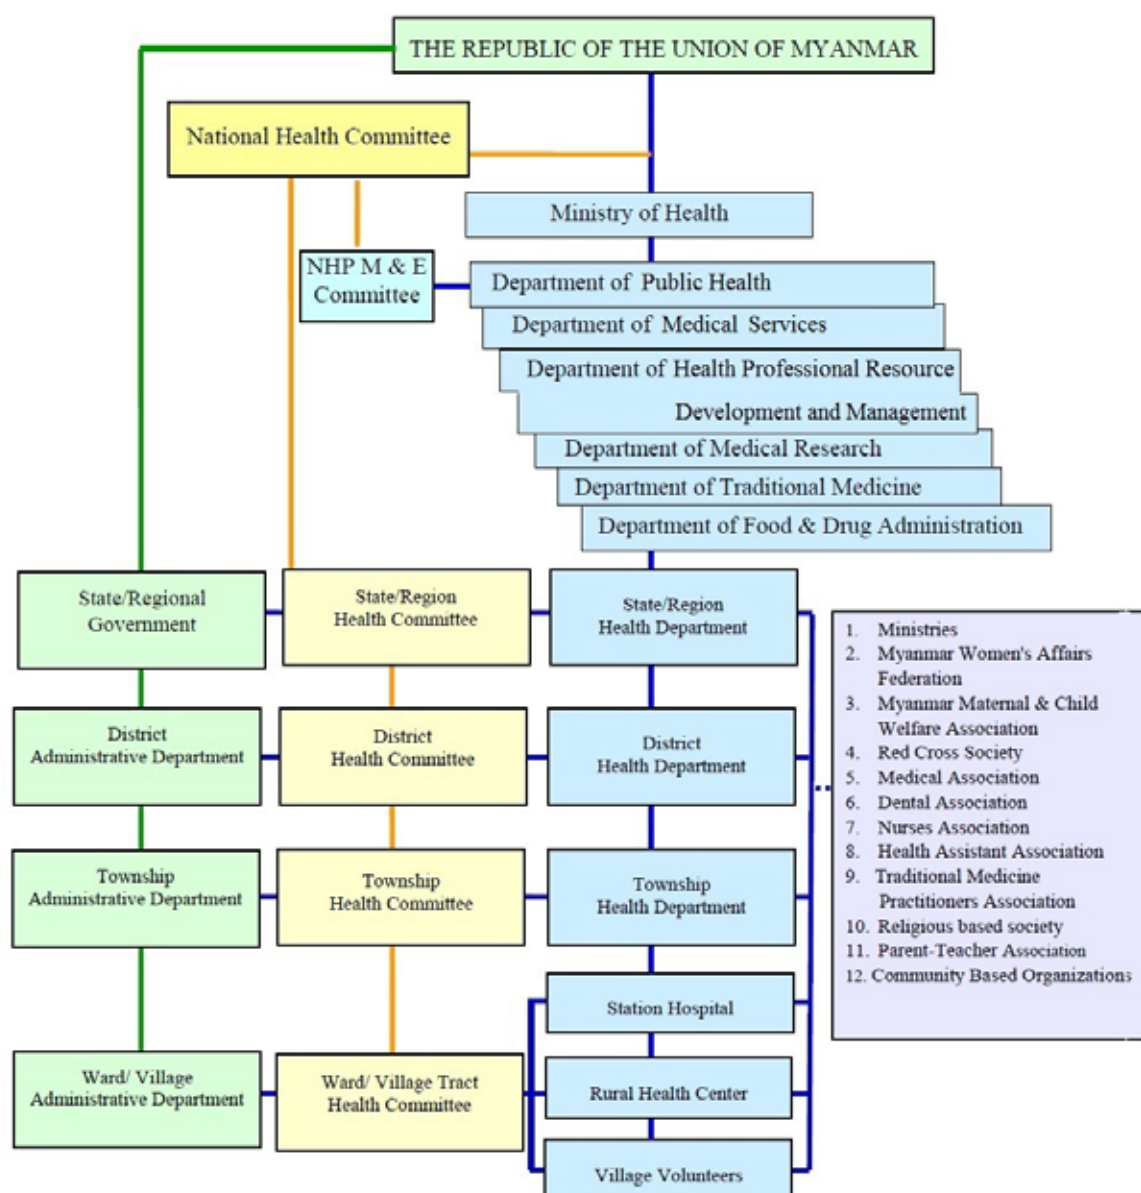 THE REPUBLIC OF THE UNION OF MYANMAR
National Health Committee
Ministry of Health
NHP M & E
Committee
Department of Public Health
Department of Medical Services
Department of Health Professional Resource
Development and Management
Department of Medical Research
Department of Traditional Medicine
Department of Food & Drug Administration
State/Regional
Government
State/Region
Health Committee
State/Region
Health Department
District
Administrative Department
District
Health Committee
District
Health Department
Township
Administrative Department
Township
Health Committee
Township
Health Department
Station Hospital
Ward/ Village
Administrative Department
Ward/ Village Tract
Health Committee
Rural Health Center
Village Volunteers
1. Ministries
2. Myanmar Women's Affairs
Federation
3. Myanmar Maternal & Child
Welfare Association
4. Red Cross Society
5. Medical Association
6. Dental Association
7. Nurses Association
8. Health Assistant Association
9. Traditional Medicine
Practitioners Association
10. Religious based society
11. Parent-Teacher Association
12. Community Based Organizations